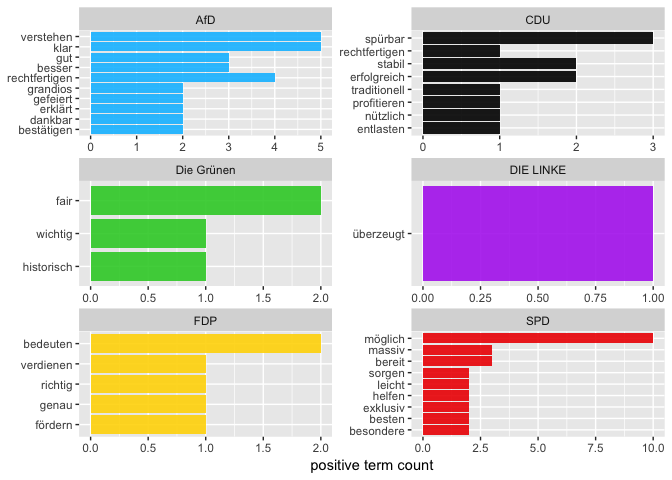 AfD
verstehen
klar
gut
besser
rechtfertigen
grandios
gefeiert
erklärt
dankbar
bestätigen
0 1 2 3 4 5
CDU
spürbar
rechtfertigen
stabil
erfolgreich
traditionell
profitieren
nützlich
entlasten
0 1 2 3
Die Grünen
fair
wichtig
historisch
0.0 0.5 1.0 1.5 2.0
DIE LINKE
überzeugt
0.00 0.25 0.50 0.75 1.00
FDP
bedeuten
verdienen
richtig
genau
fördern
0.0 0.5 1.0 1.5 2.0
SPD
möglich
massiv
bereit
sorgen
leicht
helfen
exklusiv
besten
besondere
0.0 2.5 5.0 7.5 10.0
positive term count